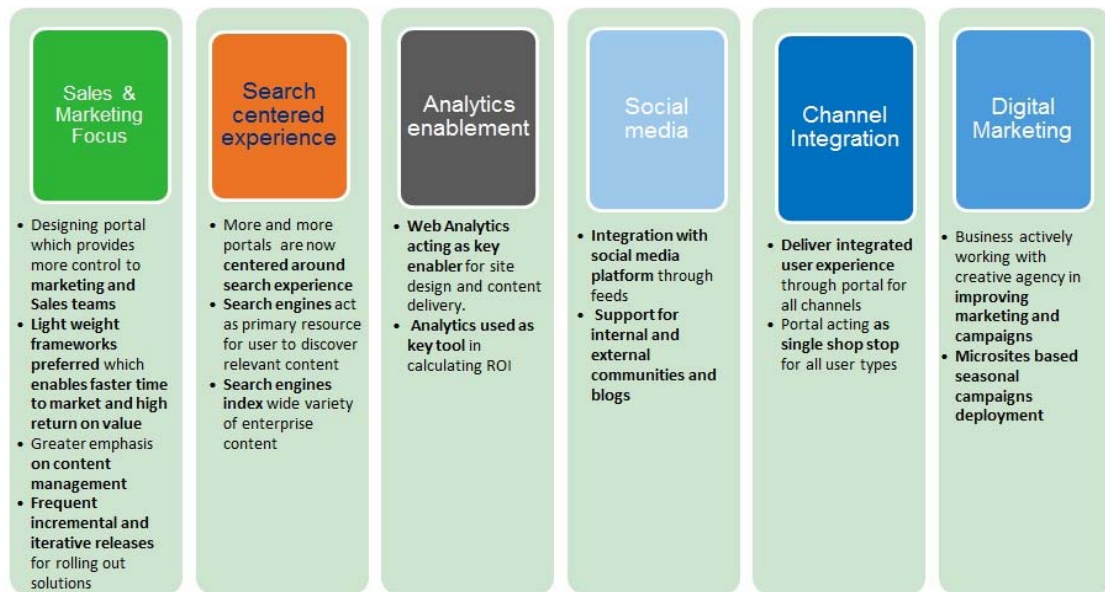 Sales &
Marketing
Focus
• Designing portal
which provides
more control to
marketing and
Sales teams
• Light weight
frameworks
preferred which
enables faster time
to market and high
return on value
• Greater emphasis
on content
management
• Frequent
incremental and
iterative releases
for rolling out
solutions
Search
centered
experience
• More and more
portals are now
centered around
search experience
• Search engines act
as primary resource
for user to discover
relevant content
• Search engines
index wide variety
of enterprise
content
Analytics
enablement
• Web Analytics
acting as key
enabler for site
design and content
delivery.
• Analytics used as
key tool in
calculating ROI
Social
media
• Integration with
social media
platform through
feeds
• Support for
internal and
external
communities and
blogs
Channel
Integration
• Deliver integrated
user experience
through portal for
all channels
• Portal acting as
single shop stop
for all user types
Digital
Marketing
• Business actively
working with
creative agency in
improving
marketing and
campaigns
• Microsites based
seasonal
campaigns
deployment